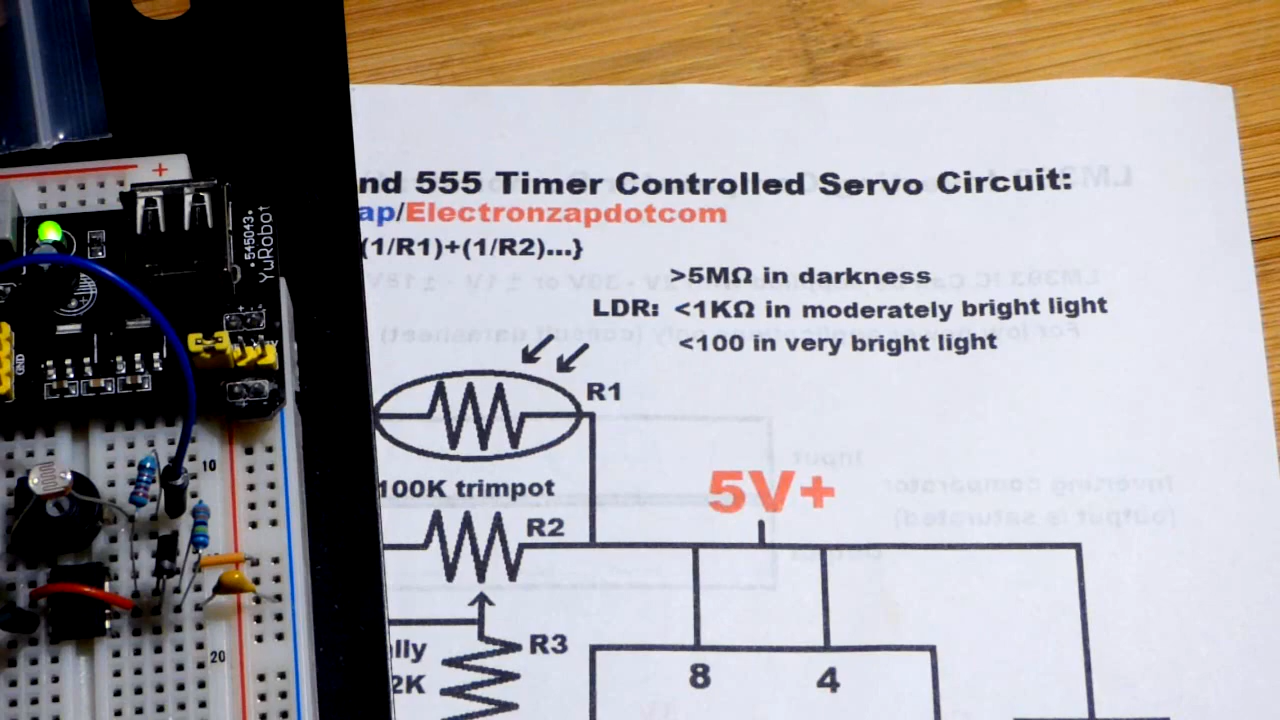 nd 555 Timer Controlled Servo Circuit:
ap/Electronzapdotcom
(1/R1)+(1/R2)...}
>5MΩ in darkness
LDR: <1KΩ in moderately bright light
<100 in very bright light
R1
100K trimpot
5V+
R2
lly
R3
2K
8
4
+
545043
YwRobot
GND
10
20